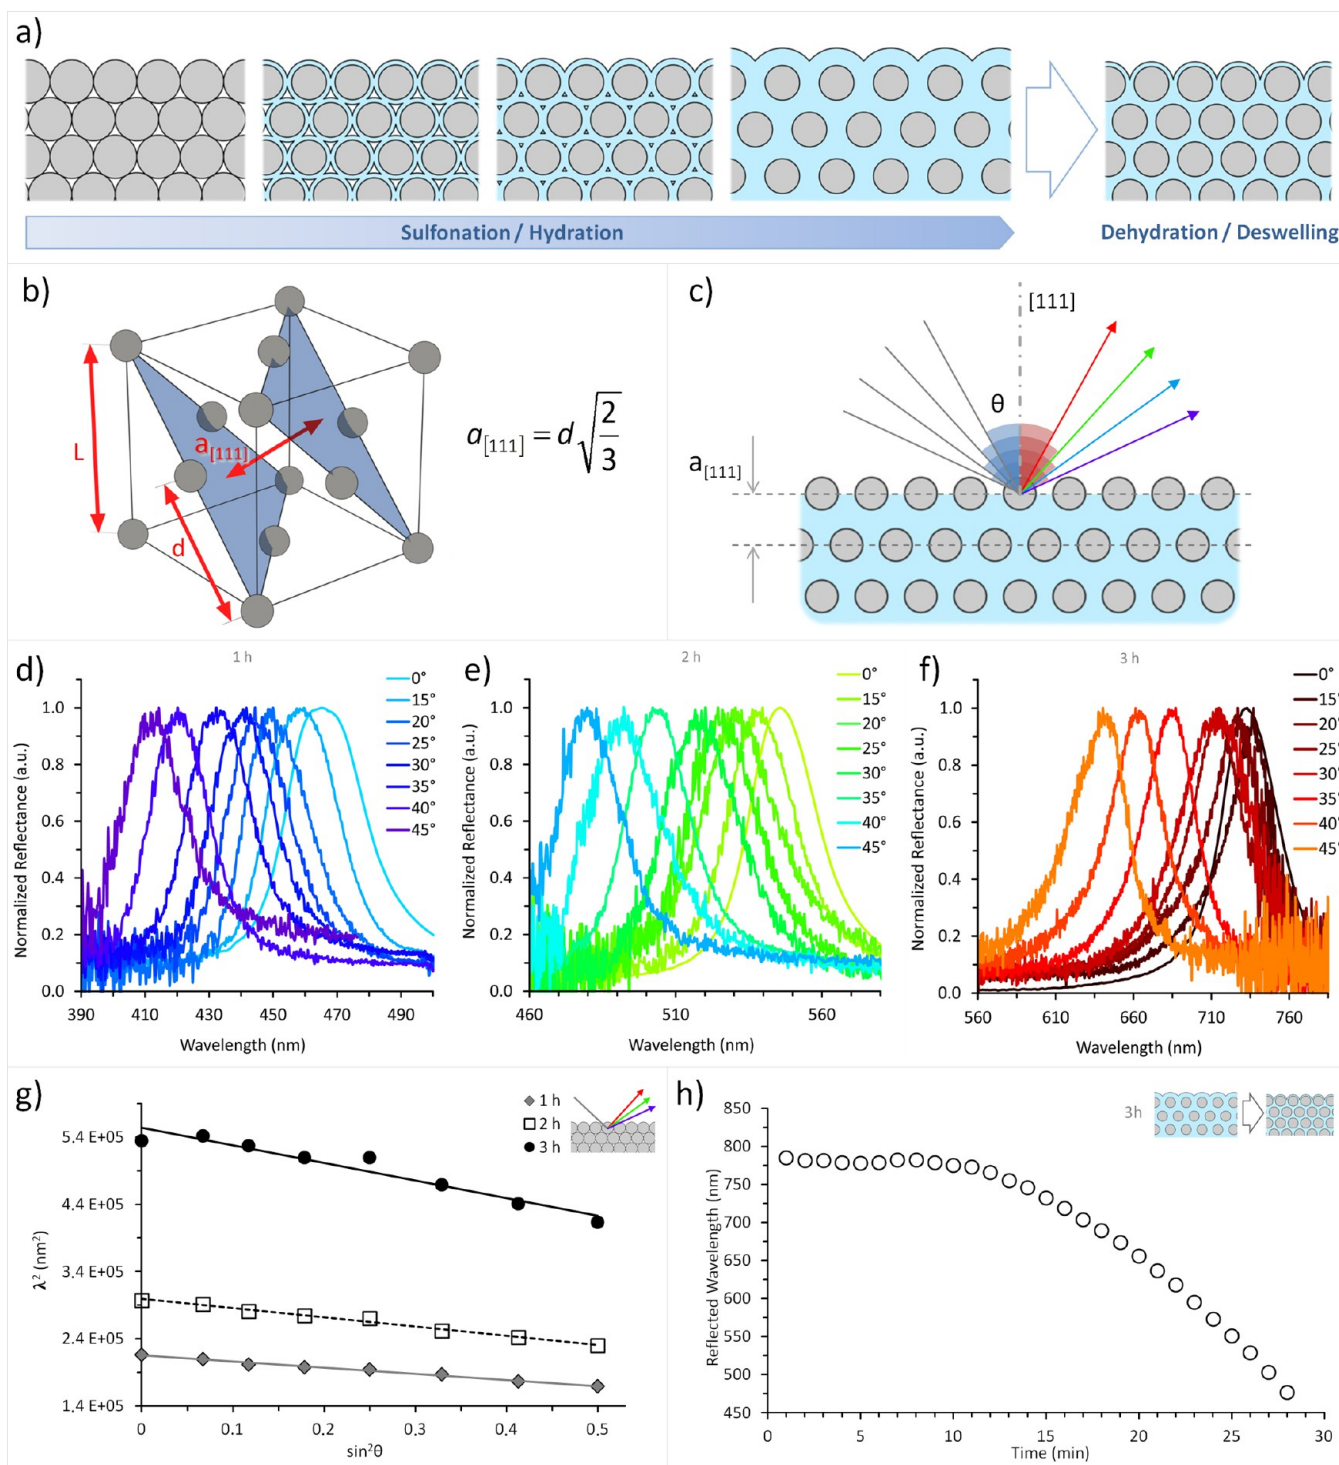 a)
Sulfonation / Hydration
Dehydration / Deswelling
b)
L
d
a[111]
a[111] = d√(2/3)
c)
[111]
θ
a[111]
d)
1 h
0°
15°
20°
25°
30°
35°
40°
45°
Normalized Reflectance (a.u.)
1.0
0.8
0.6
0.4
0.2
0.0
390
410
430
450
470
490
Wavelength (nm)
e)
2 h
0°
15°
20°
25°
30°
35°
40°
45°
Normalized Reflectance (a.u.)
1.0
0.8
0.6
0.4
0.2
0.0
460
510
560
Wavelength (nm)
f)
3 h
0°
15°
20°
25°
30°
35°
40°
45°
Normalized Reflectance (a.u.)
1.0
0.8
0.6
0.4
0.2
0.0
560
610
660
710
760
Wavelength (nm)
g)
1 h
2 h
3 h
λ² (nm²)
5.4 E+05
4.4 E+05
3.4 E+05
2.4 E+05
1.4 E+05
0
0.1
0.2
0.3
0.4
0.5
sin²θ
h)
3h
Reflected Wavelength (nm)
850
800
750
700
650
600
550
500
450
0
5
10
15
20
25
30
Time (min)